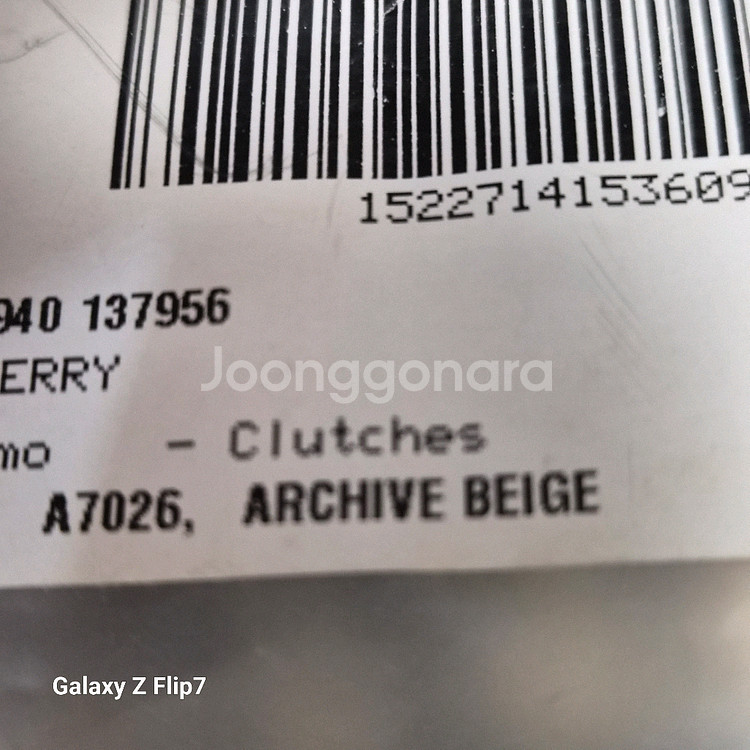 1522714153609
940 137956
ERRY
Joonggonara
mo - Clutches
A7026, ARCHIVE BEIGE
Galaxy Z Flip7